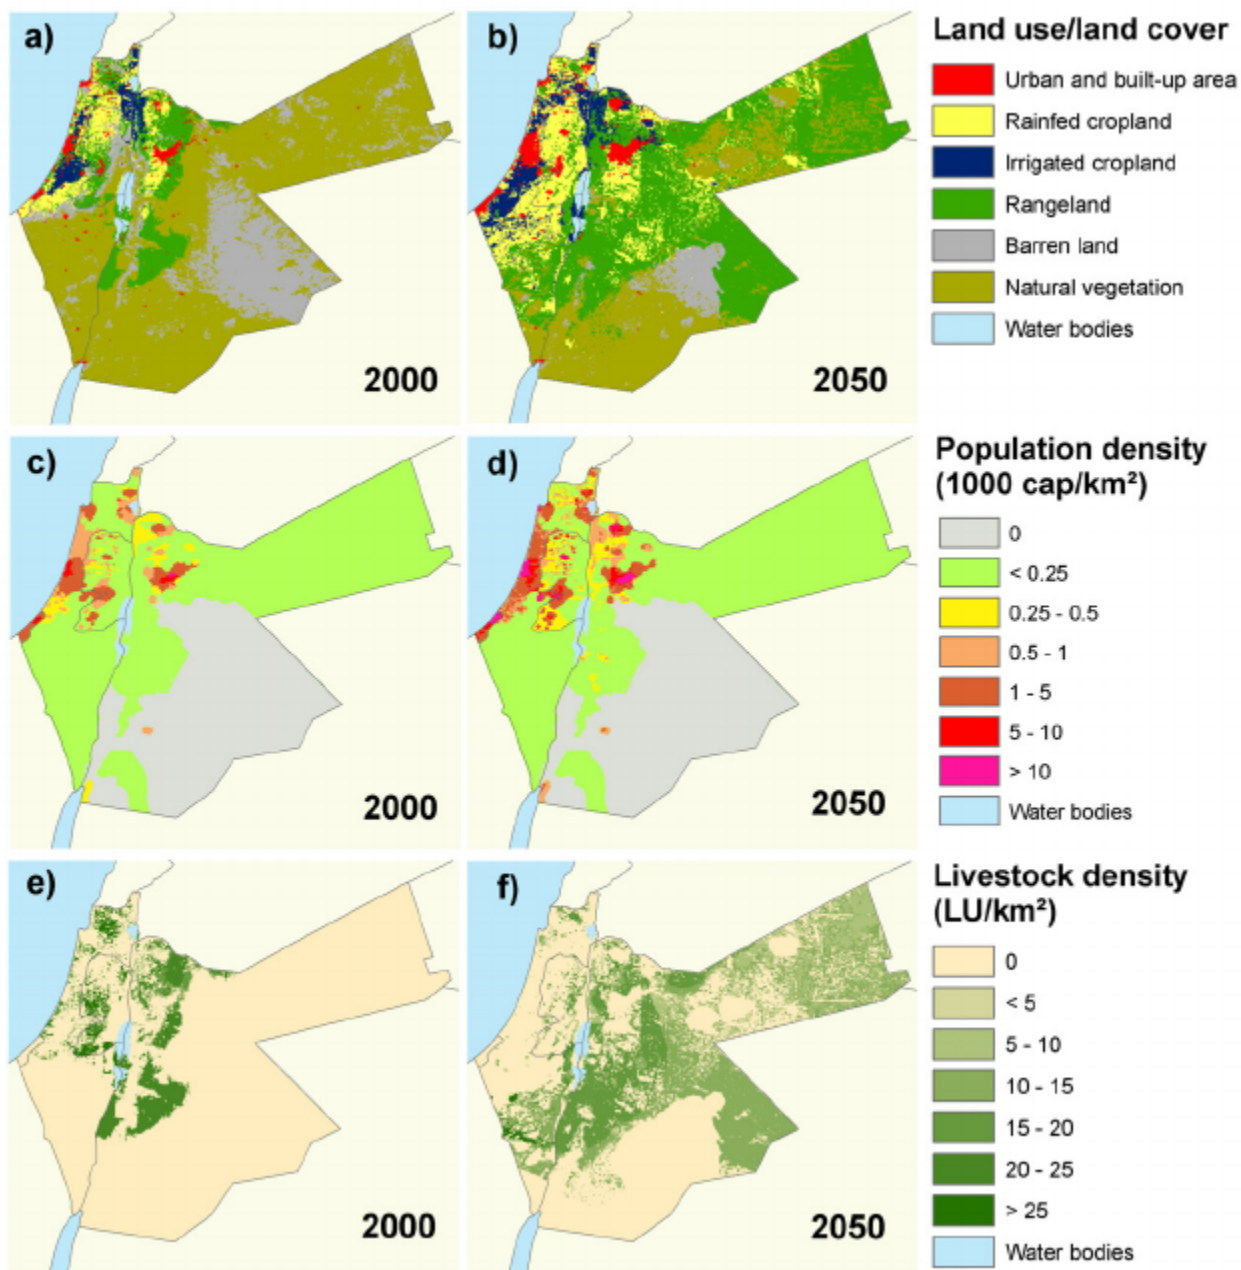 a)
2000
b)
2050
Land use/land cover
Urban and built-up area
Rainfed cropland
Irrigated cropland
Rangeland
Barren land
Natural vegetation
Water bodies
c)
2000
d)
2050
Population density
(1000 cap/km²)
0
< 0.25
0.25 - 0.5
0.5 - 1
1 - 5
5 - 10
> 10
Water bodies
e)
2000
f)
2050
Livestock density
(LU/km²)
0
< 5
5 - 10
10 - 15
15 - 20
20 - 25
> 25
Water bodies